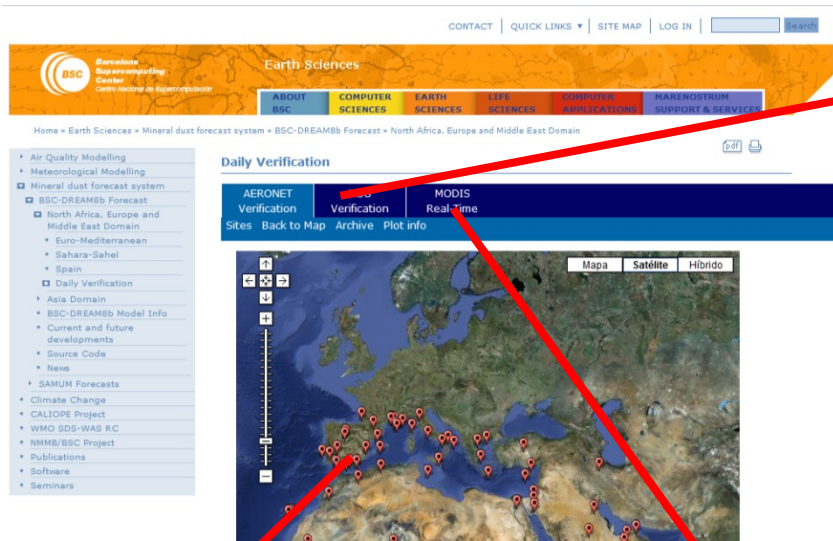 CONTACT | QUICK LINKS ▼ | SITE MAP | LOG IN | Search
BSC
Barcelona
Supercomputing
Center
Centro Nacional de Supercomputación
Earth Sciences
ABOUT BSC
COMPUTER SCIENCES
EARTH SCIENCES
LIFE SCIENCES
COMPUTER APPLICATIONS
MARENOSTRUM SUPPORT & SERVICES
Home » Earth Sciences » Mineral dust forecast system » BSC-DREAM8b Forecast » North Africa, Europe and Middle East Domain
pdf
Air Quality Modelling
Meteorological Modelling
Mineral dust forecast system
BSC-DREAM8b Forecast
North Africa, Europe and
Middle East Domain
Euro-Mediterranean
Sahara-Sahel
Spain
Daily Verification
Asia Domain
BSC-DREAM8b Model Info
Current and future
developments
Source Code
News
SAMUM Forecasts
Climate Change
CALIOPE Project
WMO SDS-WAS RC
NMMB/BSC Project
Publications
Software
Seminars
Daily Verification
AERONET
Verification
Verification
MODIS
Real-Time
Sites Back to Map Archive Plot info
Mapa Satélite Híbrido